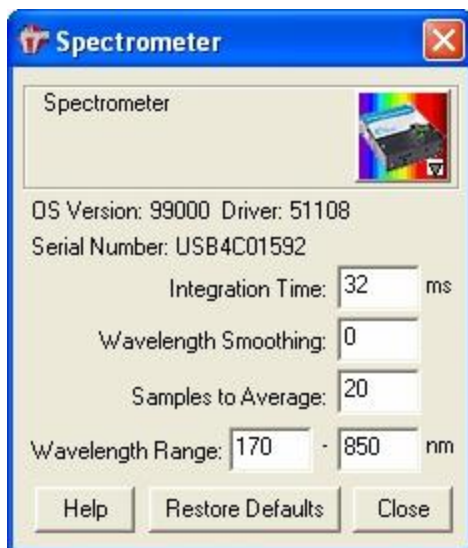 Spectrometer
Spectrometer
OS Version: 99000 Driver: 51108
Serial Number: USB4C01592
Integration Time: 32 ms
Wavelength Smoothing: 0
Samples to Average: 20
Wavelength Range: 170 - 850 nm
Help Restore Defaults Close